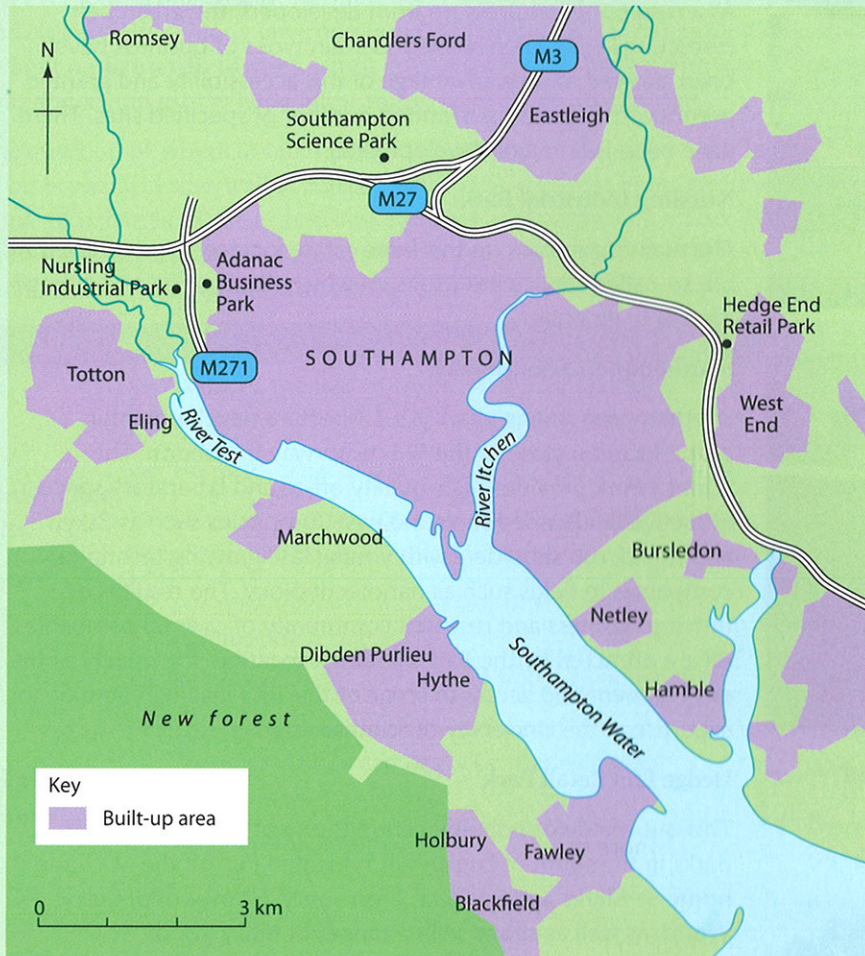 Romsey
Chandlers Ford
M3
N
Eastleigh
Southampton
Science Park
M27
Nursling
Industrial Park
Adanac
Business
Park
Hedge End
Retail Park
SOUTHAMPTON
M271
Totton
West
End
Eling
River Test
River Itchen
Marchwood
Bursledon
Netley
Dibden Purlieu
Hythe
Southampton Water
Hamble
New forest
Key
Built-up area
Holbury
Fawley
Blackfield
0 3 km